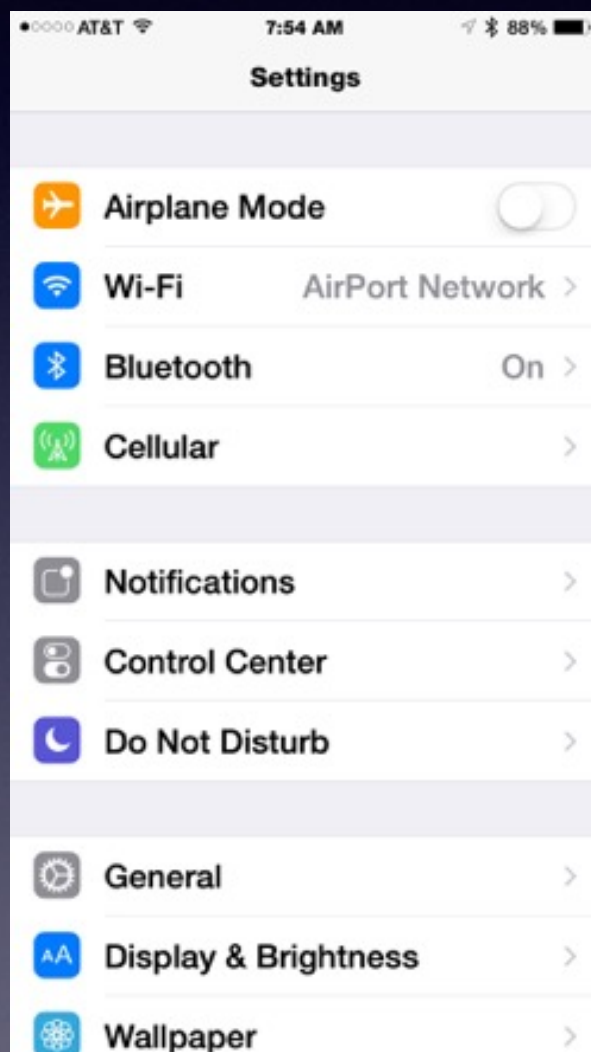 AT&T 7:54 AM 88%
Settings
Airplane Mode
Wi-Fi AirPort Network
Bluetooth On
Cellular
Notifications
Control Center
Do Not Disturb
General
AA Display & Brightness
Wallpaper